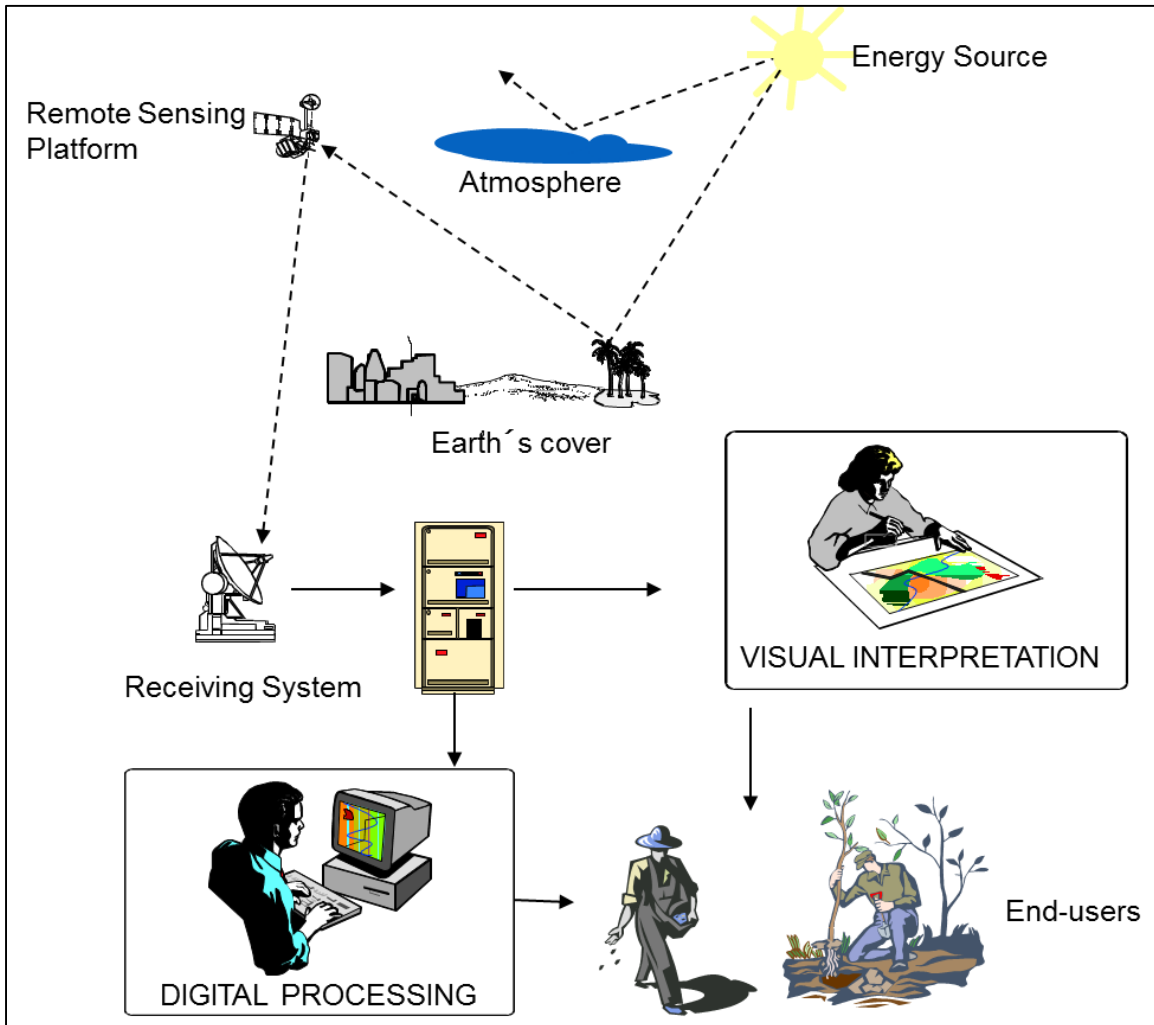 Energy Source
Remote Sensing
Platform
Atmosphere
Earth´s cover
VISUAL INTERPRETATION
Receiving System
End-users
DIGITAL PROCESSING